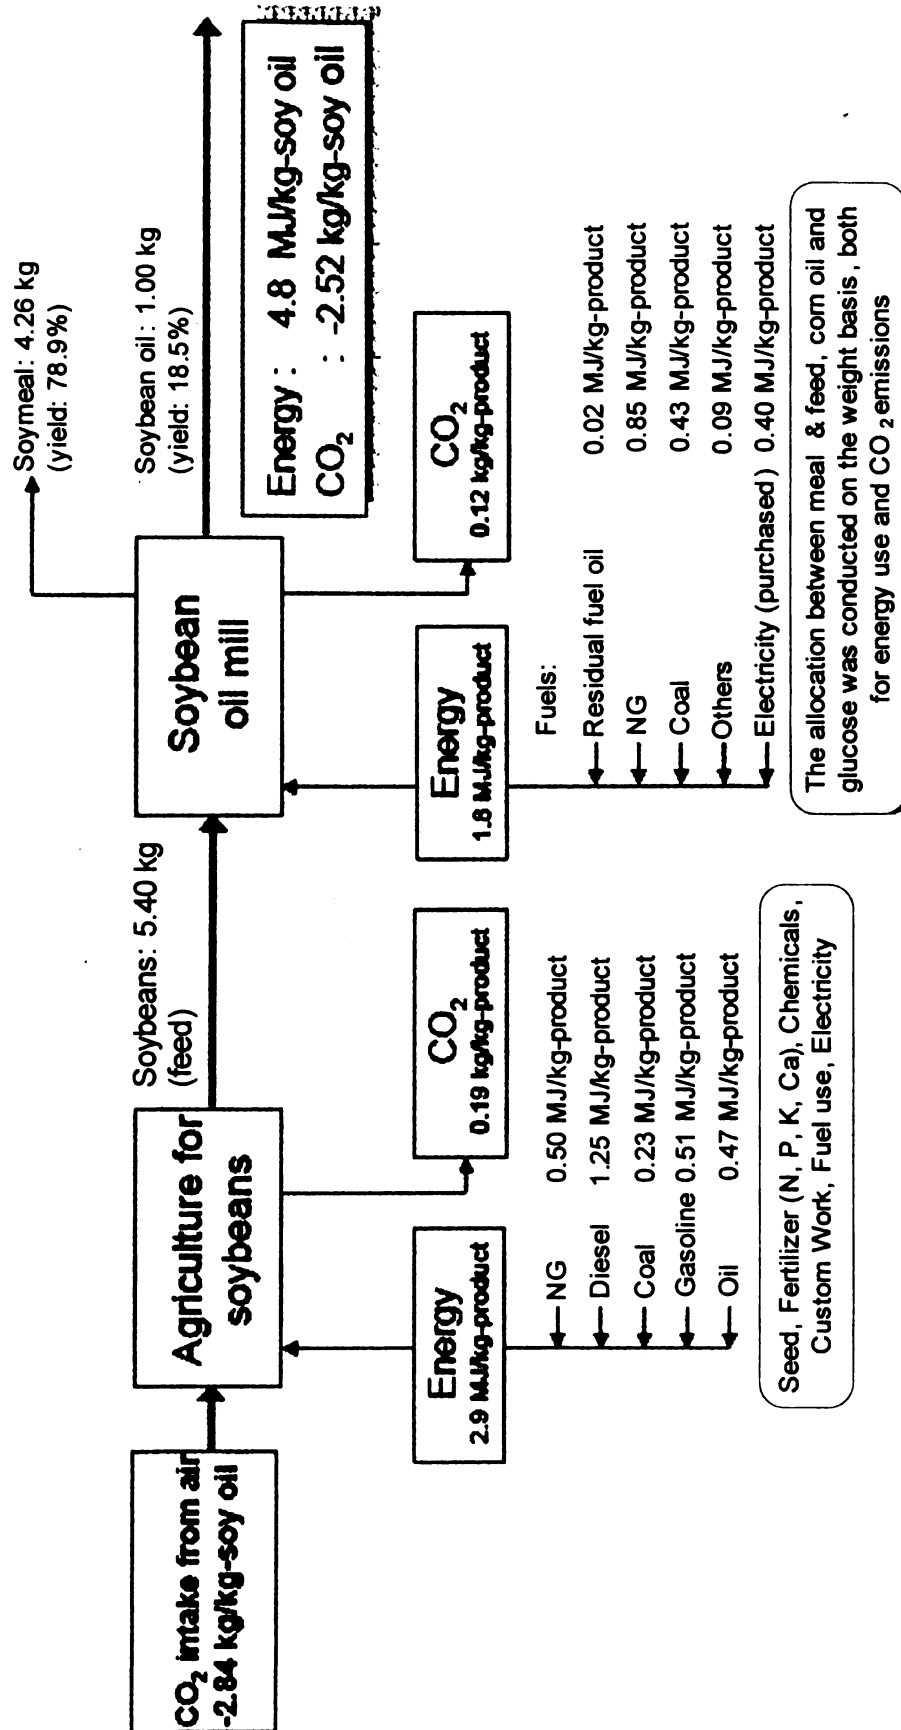 CO2 intake from air
-2.84 kg/kg-soy oil
Agriculture for
soybeans
Soybeans: 5.40 kg
(feed)
Soybean
oil mill
Soymeal: 4.26 kg
(yield: 78.9%)
Soybean oil : 1.00 kg
(yield: 18.5%)
Energy : 4.8 MJ/kg-soy oil
CO2 : -2.52 kg/kg-soy oil
Energy
2.9 MJ/kg-product
CO2
0.19 kg/kg-product
NG 0.50 MJ/kg-product
Diesel 1.25 MJ/kg-product
Coal 0.23 MJ/kg-product
Gasoline 0.51 MJ/kg-product
Oil 0.47 MJ/kg-product
Seed, Fertilizer (N, P, K, Ca), Chemicals,
Custom Work, Fuel use, Electricity
Energy
1.8 MJ/kg-product
CO2
0.12 kg/kg-product
Fuels:
Residual fuel oil 0.02 MJ/kg-product
NG 0.85 MJ/kg-product
Coal 0.43 MJ/kg-product
Others 0.09 MJ/kg-product
Electricity (purchased) 0.40 MJ/kg-product
The allocation between meal & feed, corn oil and
glucose was conducted on the weight basis, both
for energy use and CO2 emissions